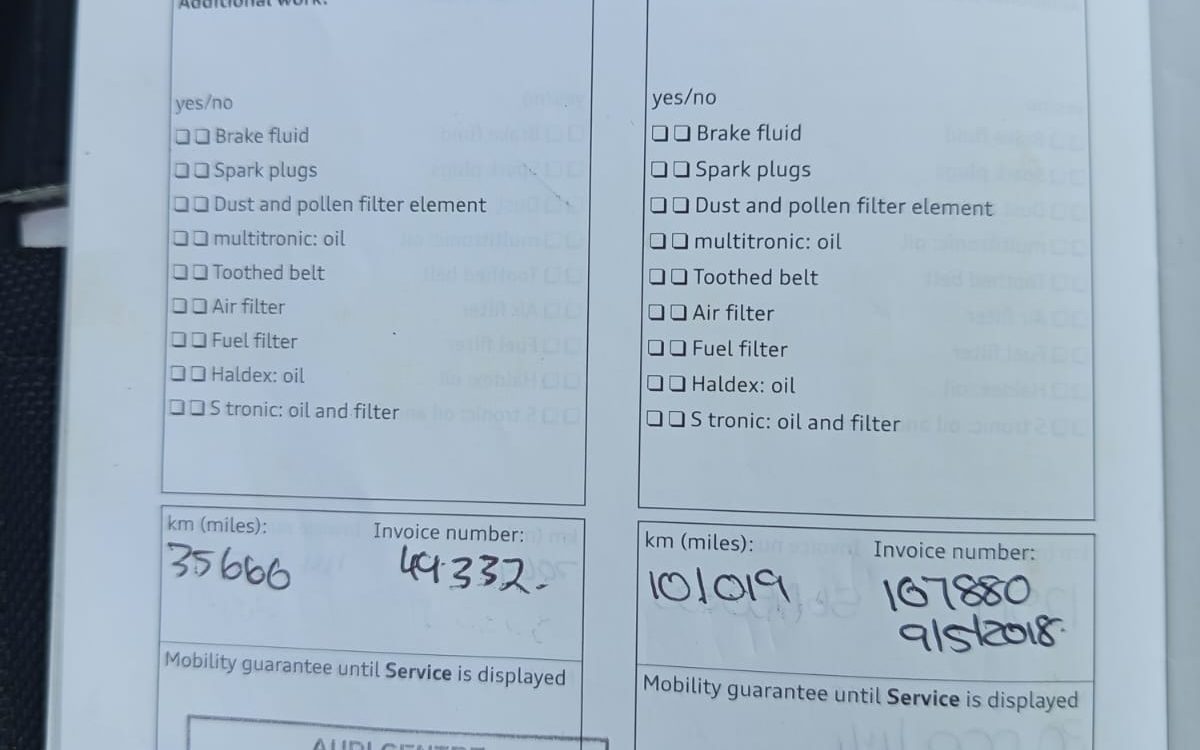 Additional work:
yes/no
❏ ❏ Brake fluid
❏ ❏ Spark plugs
❏ ❏ Dust and pollen filter element
❏ ❏ multitronic: oil
❏ ❏ Toothed belt
❏ ❏ Air filter
❏ ❏ Fuel filter
❏ ❏ Haldex: oil
❏ ❏ S tronic: oil and filter
km (miles): Invoice number:
35666 49332.
Mobility guarantee until Service is displayed
AUDI CENTRE
yes/no
❏ ❏ Brake fluid
❏ ❏ Spark plugs
❏ ❏ Dust and pollen filter element
❏ ❏ multitronic: oil
❏ ❏ Toothed belt
❏ ❏ Air filter
❏ ❏ Fuel filter
❏ ❏ Haldex: oil
❏ ❏ S tronic: oil and filter
km (miles): Invoice number:
101019 107880
9/5/2018.
Mobility guarantee until Service is displayed